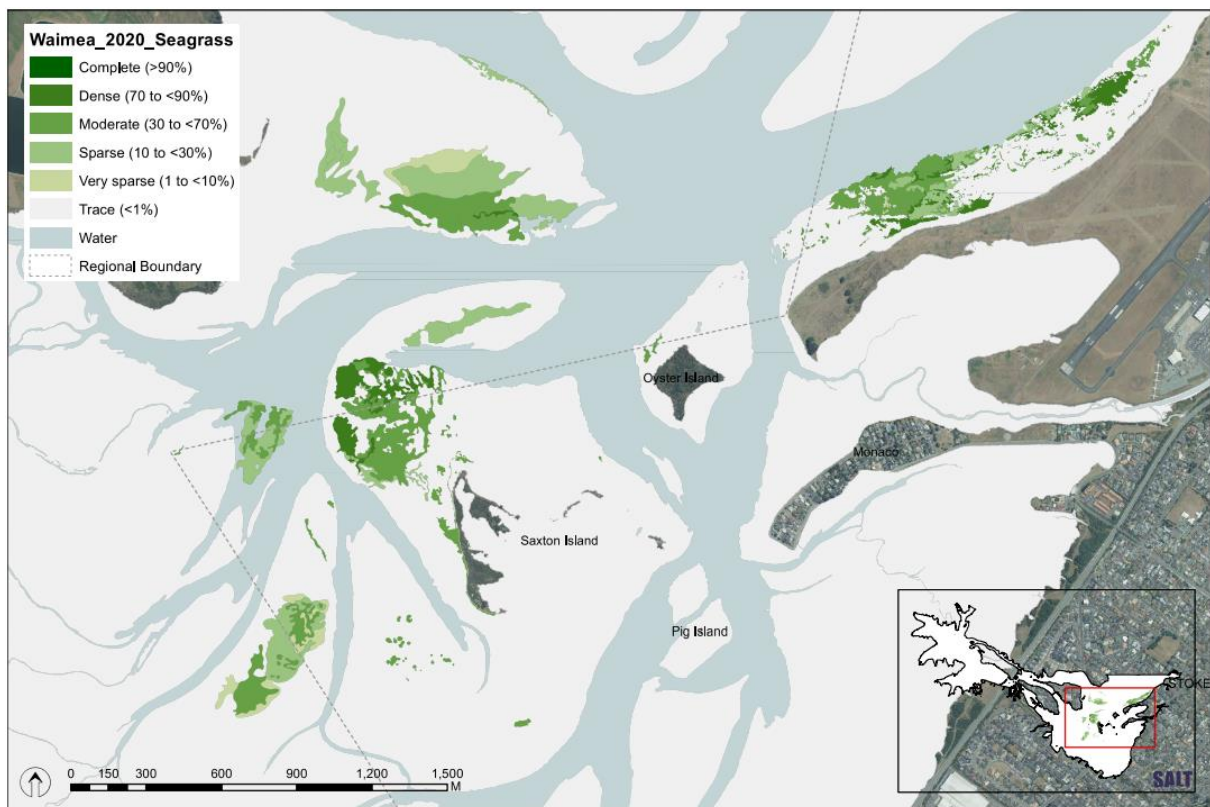 Waimea_2020_Seagrass
Complete (>90%)
Dense (70 to <90%)
Moderate (30 to <70%)
Sparse (10 to <30%)
Very sparse (1 to <10%)
Trace (<1%)
Water
Regional Boundary
Oyster Island
Monaco
Saxton Island
Pig Island
STOKE
0 150 300 600 900 1,200 1,500
M
SALT